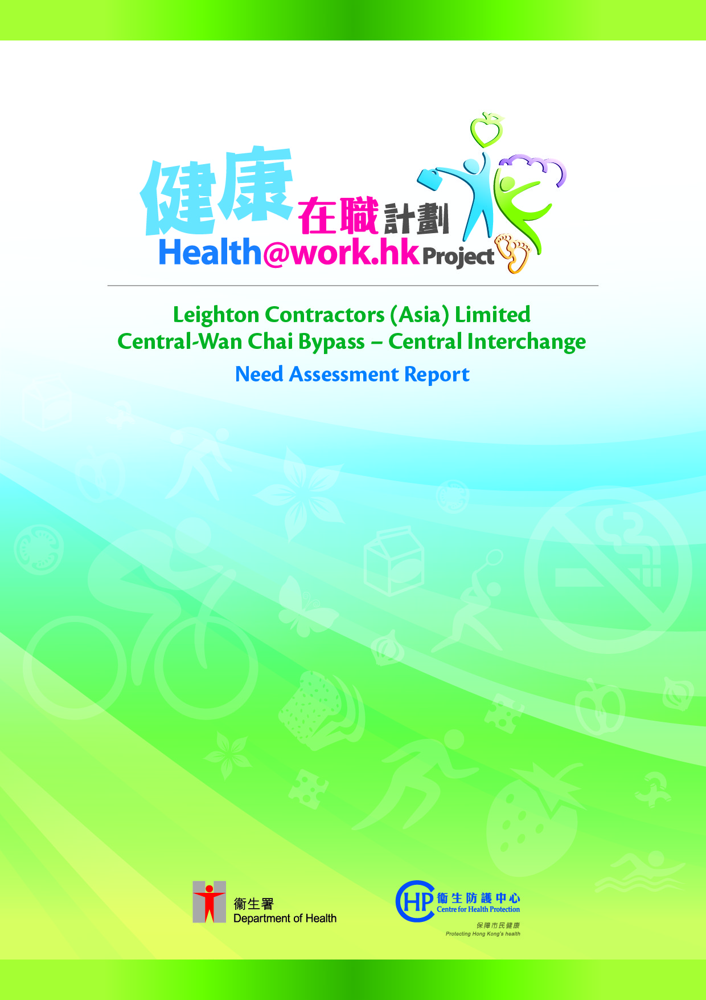 健康在職計劃
Health@work.hk Project
Leighton Contractors (Asia) Limited
Central-Wan Chai Bypass – Central Interchange
Need Assessment Report
衞生署
Department of Health
CHP 衞生防護中心
Centre for Health Protection
保障市民健康
Protecting Hong Kong's health